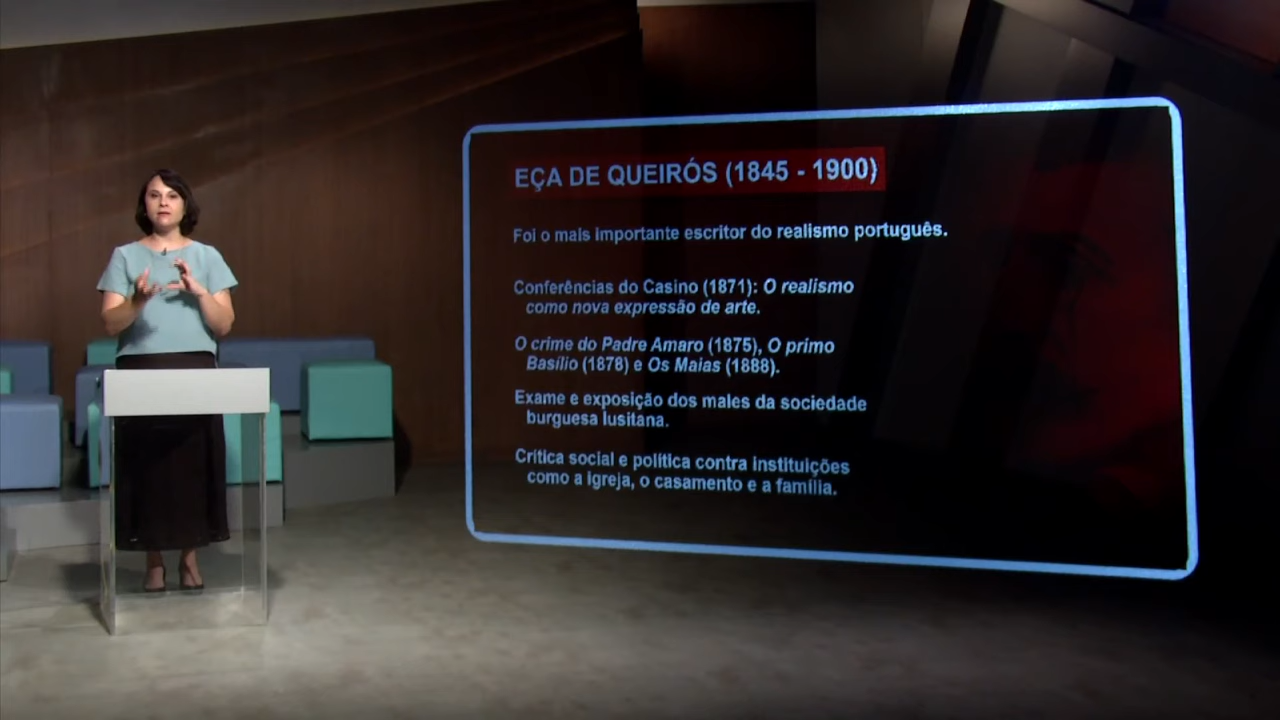 EÇA DE QUEIRÓS (1845 - 1900)
Foi o mais importante escritor do realismo português.
Conferências do Casino (1871): O realismo
como nova expressão de arte.
O crime do Padre Amaro (1875), O primo
Basílio (1878) e Os Maias (1888).
Exame e exposição dos males da sociedade
burguesa lusitana.
Crítica social e política contra instituições
como a igreja, o casamento e a família.